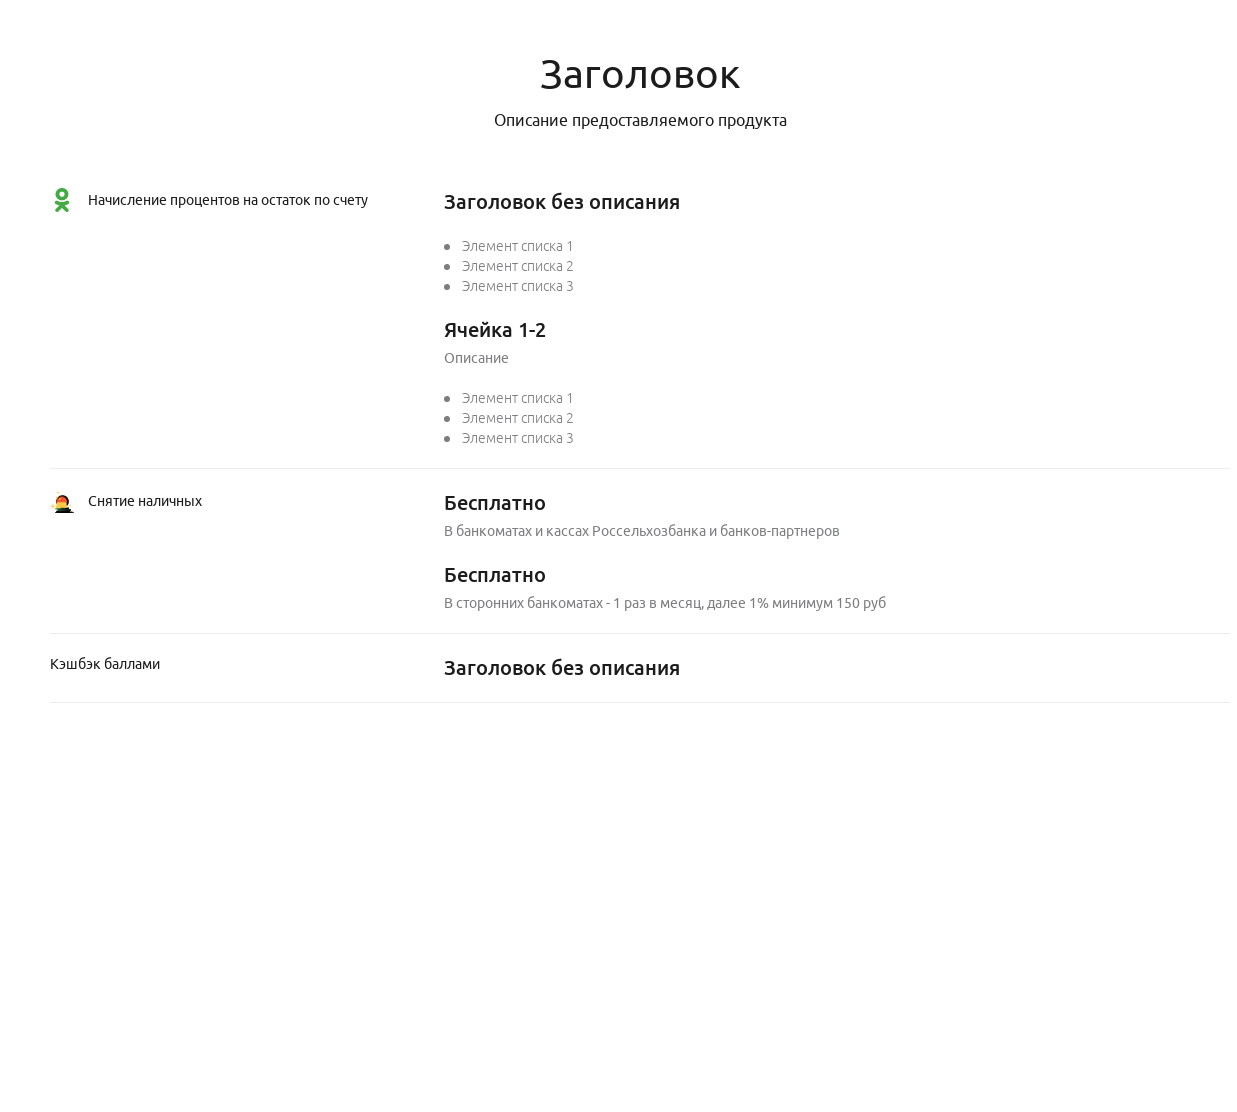 Заголовок
Описание предоставляемого продукта
Начисление процентов на остаток по счету
Заголовок без описания
Элемент списка 1
Элемент списка 2
Элемент списка 3
Ячейка 1-2
Описание
Элемент списка 1
Элемент списка 2
Элемент списка 3
Снятие наличных
Бесплатно
В банкоматах и кассах Россельхозбанка и банков-партнеров
Бесплатно
В сторонних банкоматах - 1 раз в месяц, далее 1% минимум 150 руб
Кэшбэк баллами
Заголовок без описания